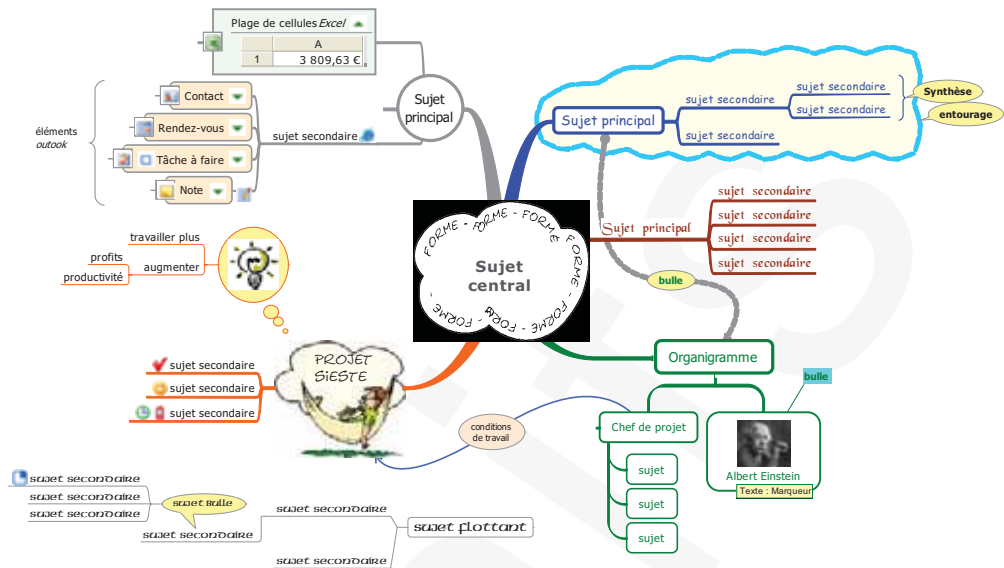 Plage de cellules Excel
A
1 3 809,63 €
Contact
Rendez-vous
Tâche à faire
Note
éléments
outook
sujet secondaire
Sujet
principal
Sujet principal
sujet secondaire
sujet secondaire
sujet secondaire
sujet secondaire
Synthèse
entourage
Sujet principal
sujet secondaire
sujet secondaire
sujet secondaire
sujet secondaire
FORME - FORME - FORME - FORME - FORME - FORME - FORME -
Sujet
central
travailler plus
profits
augmenter
productivité
bulle
PROJET
SIESTE
sujet secondaire
sujet secondaire
sujet secondaire
Organigramme
bulle
Chef de projet
sujet
sujet
sujet
Albert Einstein
Texte : Marqueur
conditions
de travail
sujet secondaire
sujet secondaire
sujet secondaire
sujet bulle
sujet secondaire
sujet secondaire
sujet flottant
sujet secondaire